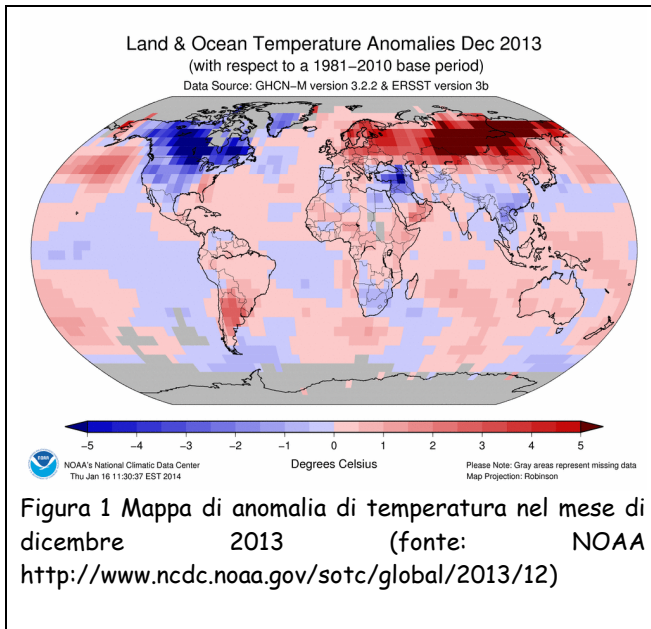 Land & Ocean Temperature Anomalies Dec 2013
(with respect to a 1981–2010 base period)
Data Source: GHCN–M version 3.2.2 & ERSST version 3b
-5 -4 -3 -2 -1 0 1 2 3 4 5
Degrees Celsius
NOAA
NOAA's National Climatic Data Center
Thu Jan 16 11:30:37 EST 2014
Please Note: Gray areas represent missing data
Map Projection: Robinson
Figura 1 Mappa di anomalia di temperatura nel mese di
dicembre 2013 (fonte: NOAA
http://www.ncdc.noaa.gov/sotc/global/2013/12)